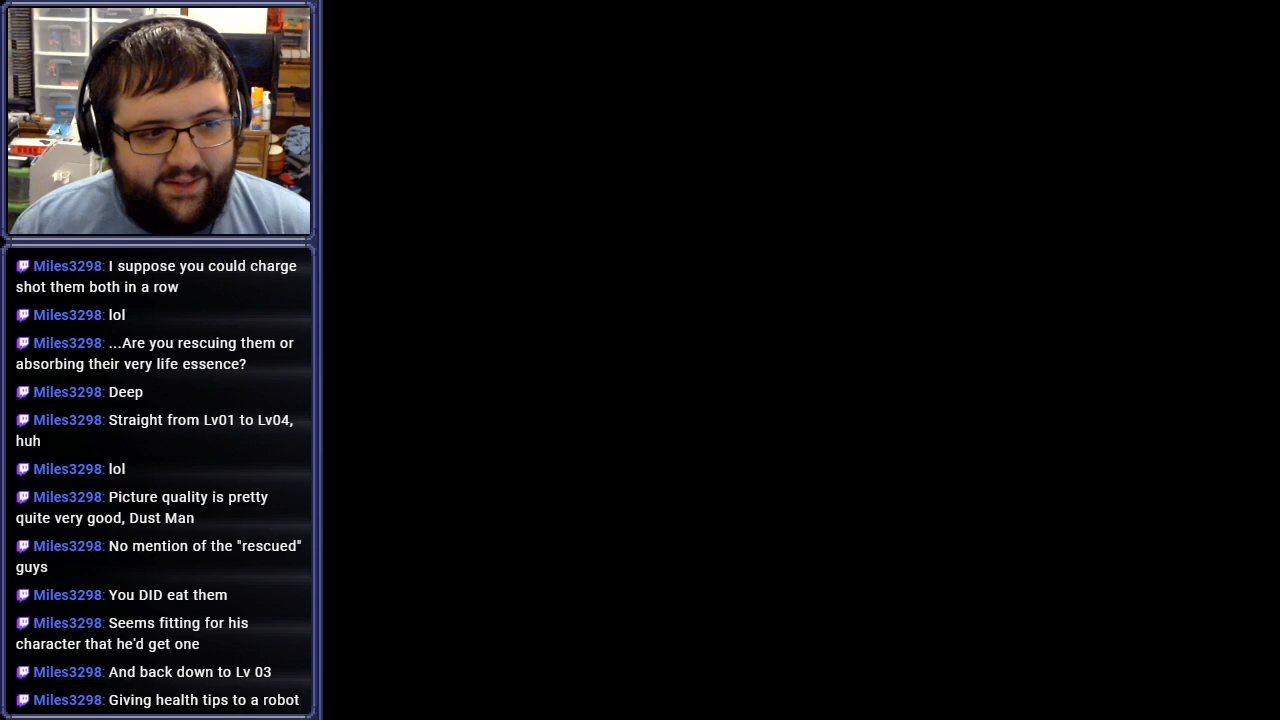 Miles3298: I suppose you could charge
shot them both in a row
Miles3298: lol
Miles3298: ...Are you rescuing them or
absorbing their very life essence?
Miles3298: Deep
Miles3298: Straight from Lv01 to Lv04,
huh
Miles3298: lol
Miles3298: Picture quality is pretty
quite very good, Dust Man
Miles3298: No mention of the "rescued"
guys
Miles3298: You DID eat them
Miles3298: Seems fitting for his
character that he'd get one
Miles3298: And back down to Lv 03
Miles3298: Giving health tips to a robot